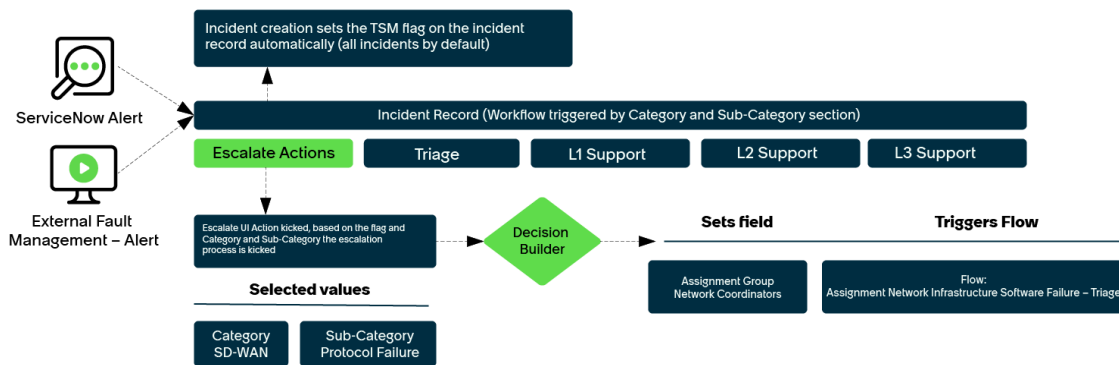 Incident creation sets the TSM flag on the incident
record automatically (all incidents by default)
ServiceNow Alert
Incident Record (Workflow triggered by Category and Sub-Category section)
Escalate Actions
Triage
L1 Support
L2 Support
L3 Support
External Fault
Management – Alert
Escalate UI Action kicked, based on the flag and
Category and Sub-Category the escalation
process is kicked
Decision
Builder
Sets field
Triggers Flow
Assignment Group
Network Coordinators
Flow:
Assignment Network Infrastructure Software Failure – Triage
Selected values
Category
SD-WAN
Sub-Category
Protocol Failure